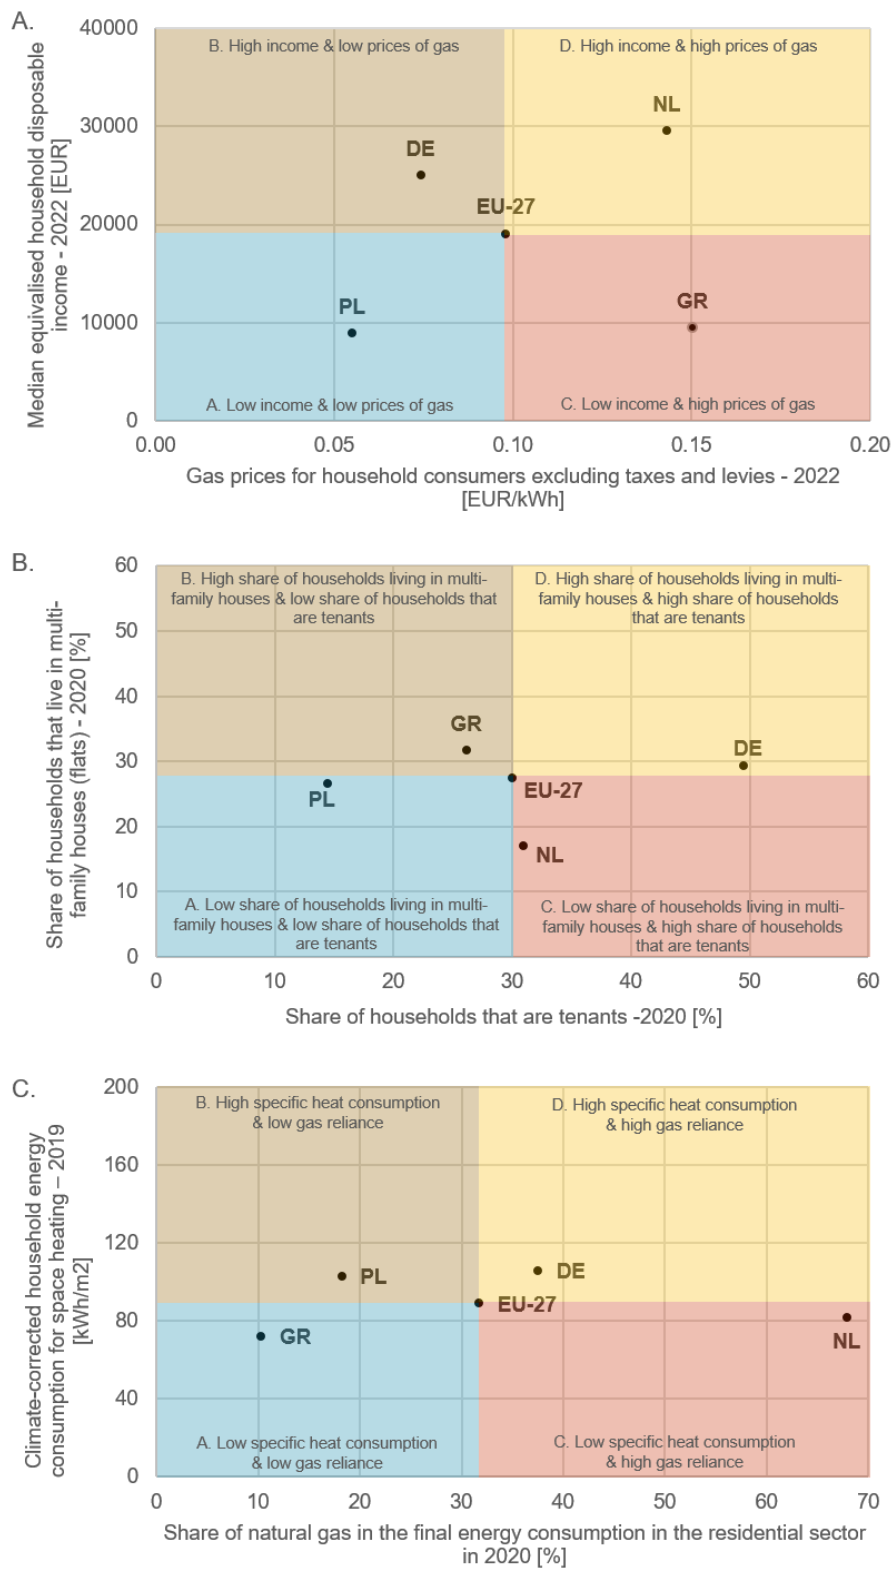 A.
Median equivalised household disposable
income - 2022 [EUR]
40000
30000
20000
10000
0
B. High income & low prices of gas
D. High income & high prices of gas
NL
DE
EU-27
PL
GR
A. Low income & low prices of gas
C. Low income & high prices of gas
0.00
0.05
0.10
0.15
0.20
Gas prices for household consumers excluding taxes and levies - 2022
[EUR/kWh]
B.
Share of households that live in multi-
family houses (flats) - 2020 [%]
60
50
40
30
20
10
0
B. High share of households living in multi-
family houses & low share of households that
are tenants
D. High share of households living in multi-
family houses & high share of households
that are tenants
GR
DE
PL
EU-27
NL
A. Low share of households living in multi-
family houses & low share of households that
are tenants
C. Low share of households living in multi-
family houses & high share of households
that are tenants
0
10
20
30
40
50
60
Share of households that are tenants -2020 [%]
C.
Climate-corrected household energy
consumption for space heating – 2019
[kWh/m2]
200
160
120
80
40
0
B. High specific heat consumption
& low gas reliance
D. High specific heat consumption
& high gas reliance
PL
DE
EU-27
GR
NL
A. Low specific heat consumption
& low gas reliance
C. Low specific heat consumption
& high gas reliance
0
10
20
30
40
50
60
70
Share of natural gas in the final energy consumption in the residential sector
in 2020 [%]